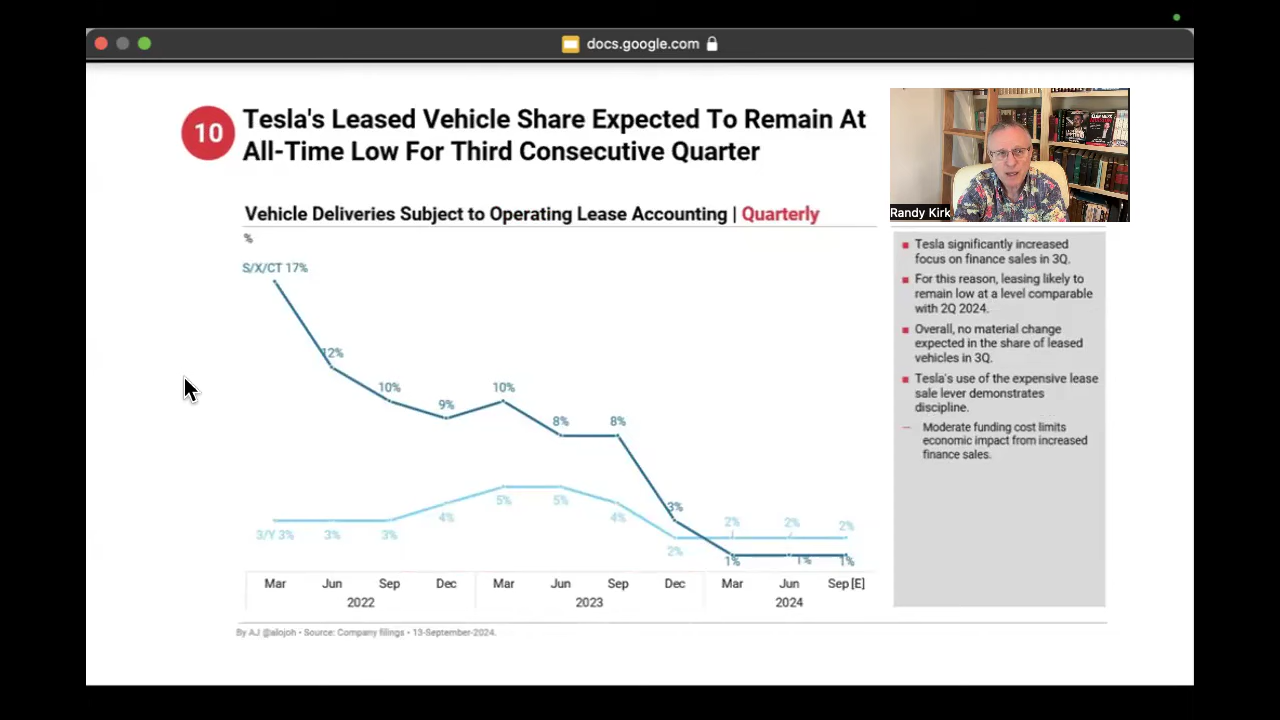 docs.google.com
10
Tesla's Leased Vehicle Share Expected To Remain At
All-Time Low For Third Consecutive Quarter
Randy Kirk
Vehicle Deliveries Subject to Operating Lease Accounting | Quarterly
%
S/X/CT 17%
12%
10%
9%
10%
8%
8%
3%
1%
1%
1%
3/Y 3%
3%
3%
4%
5%
5%
4%
2%
2%
2%
2%
Mar Jun Sep Dec Mar Jun Sep Dec Mar Jun Sep [E]
2022 2023 2024
Tesla significantly increased
focus on finance sales in 3Q.
For this reason, leasing likely to
remain low at a level comparable
with 2Q 2024.
Overall, no material change
expected in the share of leased
vehicles in 3Q.
Tesla's use of the expensive lease
sale lever demonstrates
discipline.
Moderate funding cost limits
economic impact from increased
finance sales.
By AJ @alojoh • Source: Company filings • 13-September-2024.